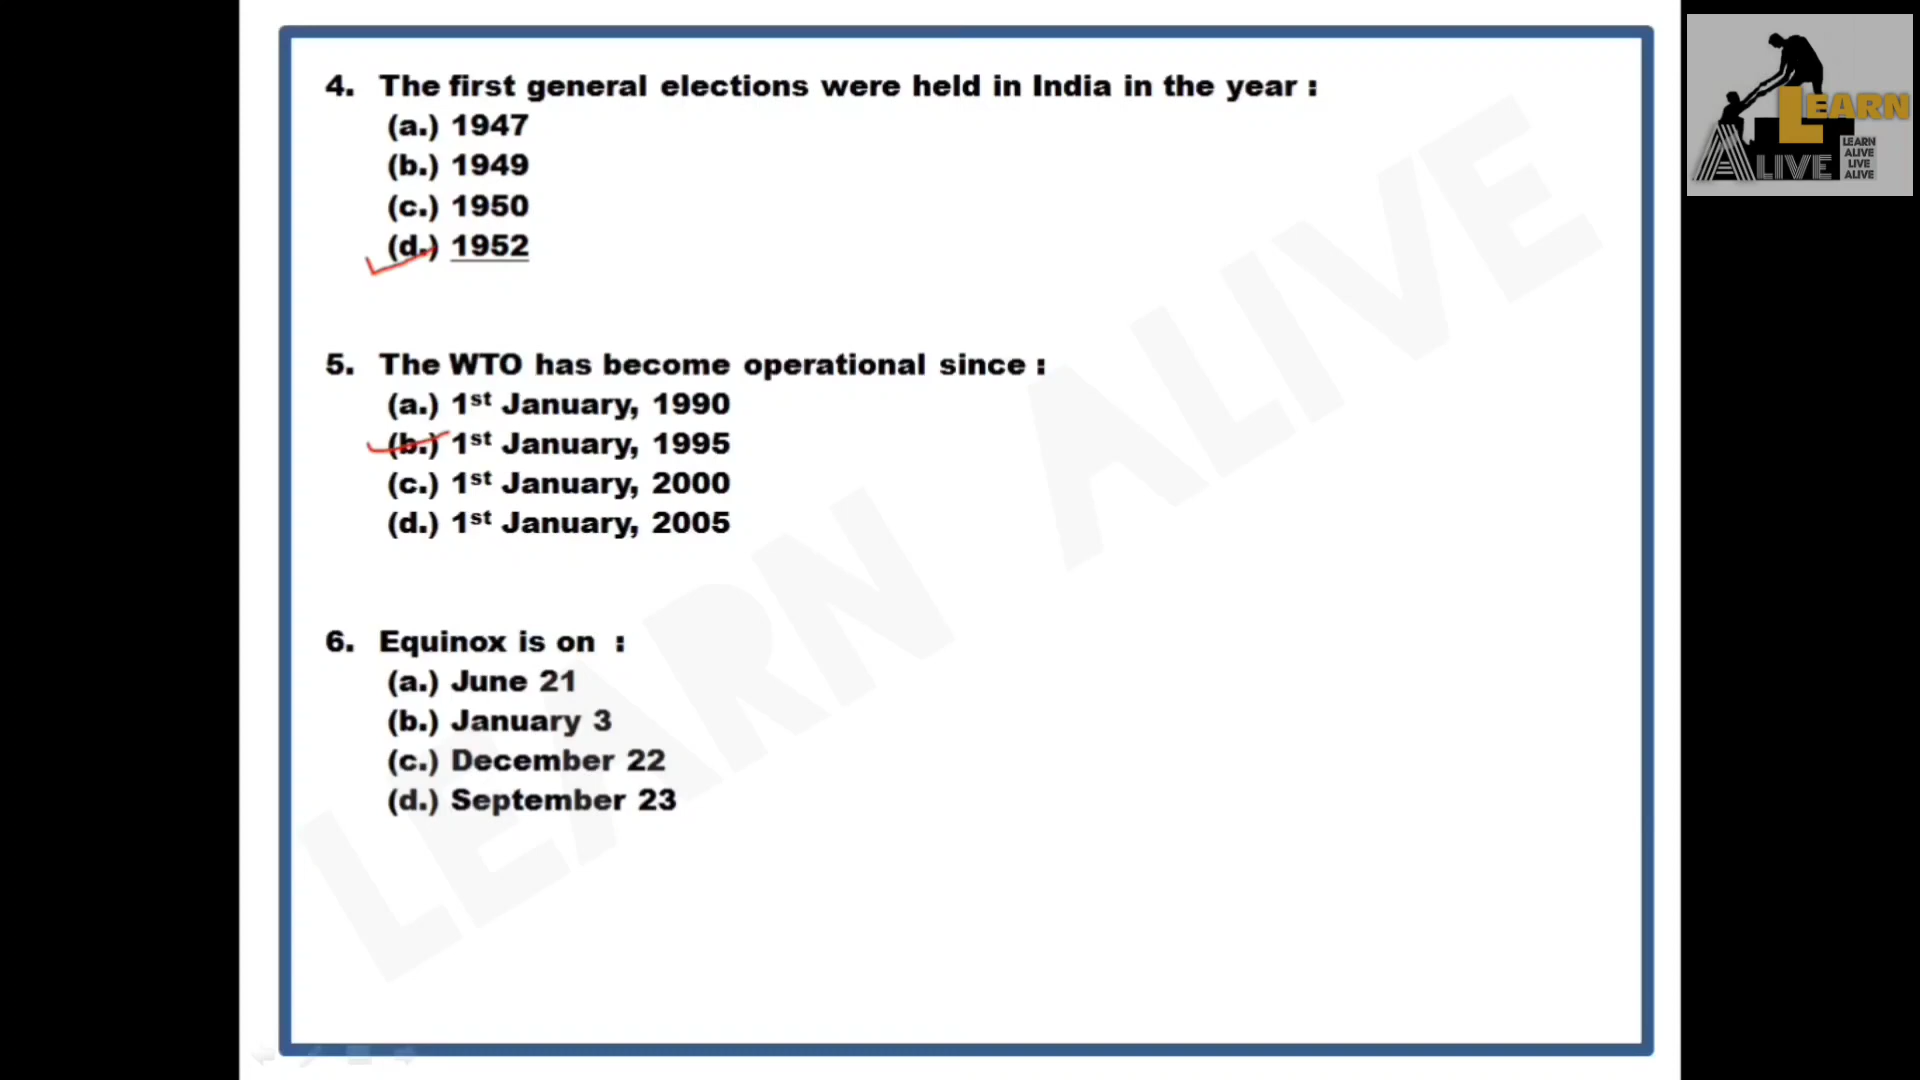 4. The first general elections were held in India in the year :
(a.) 1947
(b.) 1949
(c.) 1950
(d.) 1952
5. The WTO has become operational since :
(a.) 1st January, 1990
(b.) 1st January, 1995
(c.) 1st January, 2000
(d.) 1st January, 2005
6. Equinox is on :
(a.) June 21
(b.) January 3
(c.) December 22
(d.) September 23
LEARN ALIVE
LEARN
ALIVE
LEARN
ALIVE
LIVE
ALIVE